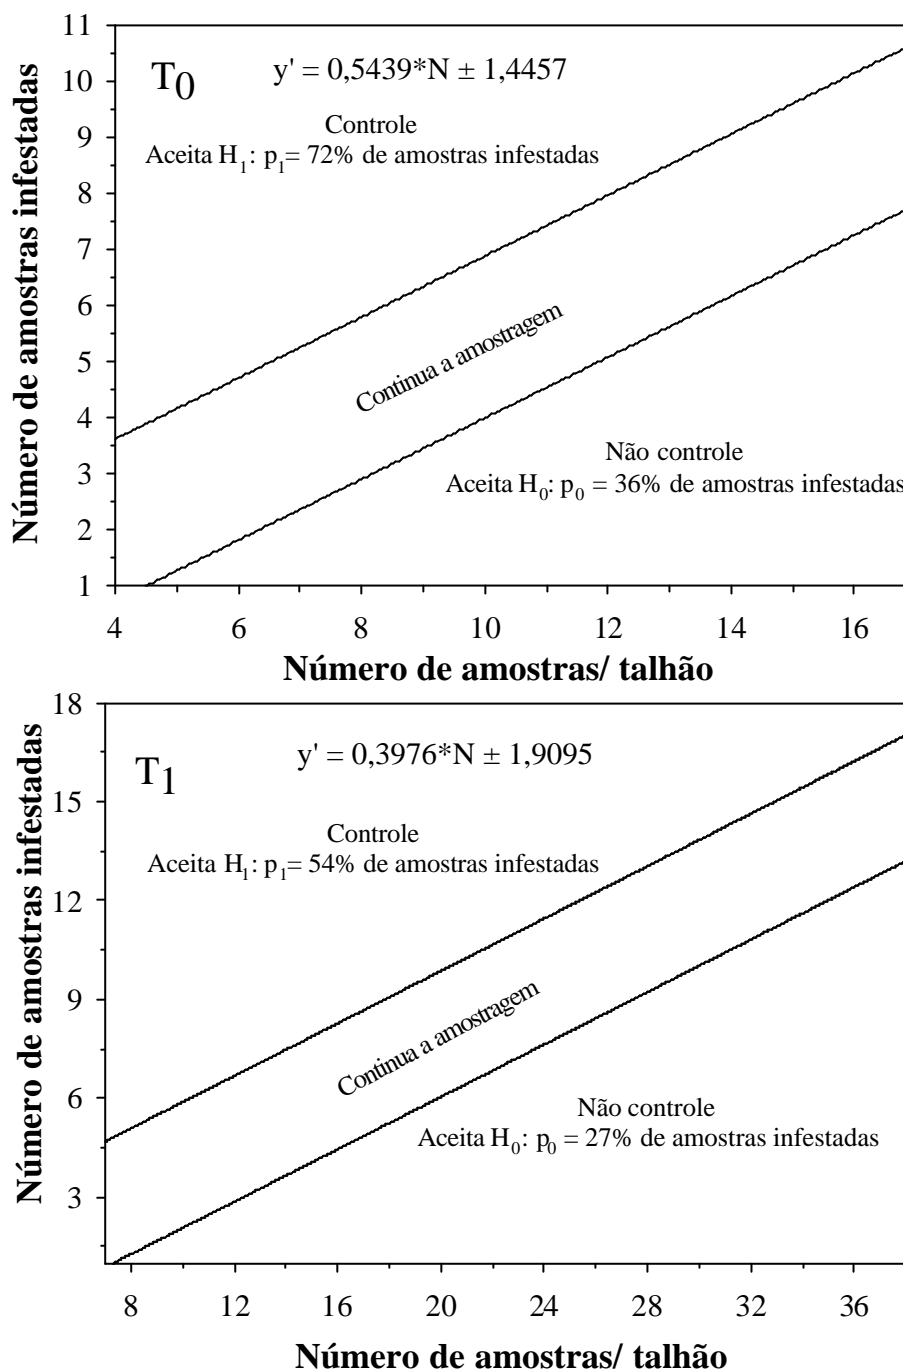 11
10
9
8
7
6
5
4
3
2
1
Número de amostras infestadas
T0 y' = 0,5439*N ± 1,4457
Controle
Aceita H1: p1= 72% de amostras infestadas
Continua a amostragem
Não controle
Aceita H0: p0 = 36% de amostras infestadas
4 6 8 10 12 14 16
Número de amostras/ talhão
18
15
12
9
6
3
Número de amostras infestadas
T1 y' = 0,3976*N ± 1,9095
Controle
Aceita H1: p1= 54% de amostras infestadas
Continua a amostragem
Não controle
Aceita H0: p0 = 27% de amostras infestadas
8 12 16 20 24 28 32 36
Número de amostras/ talhão